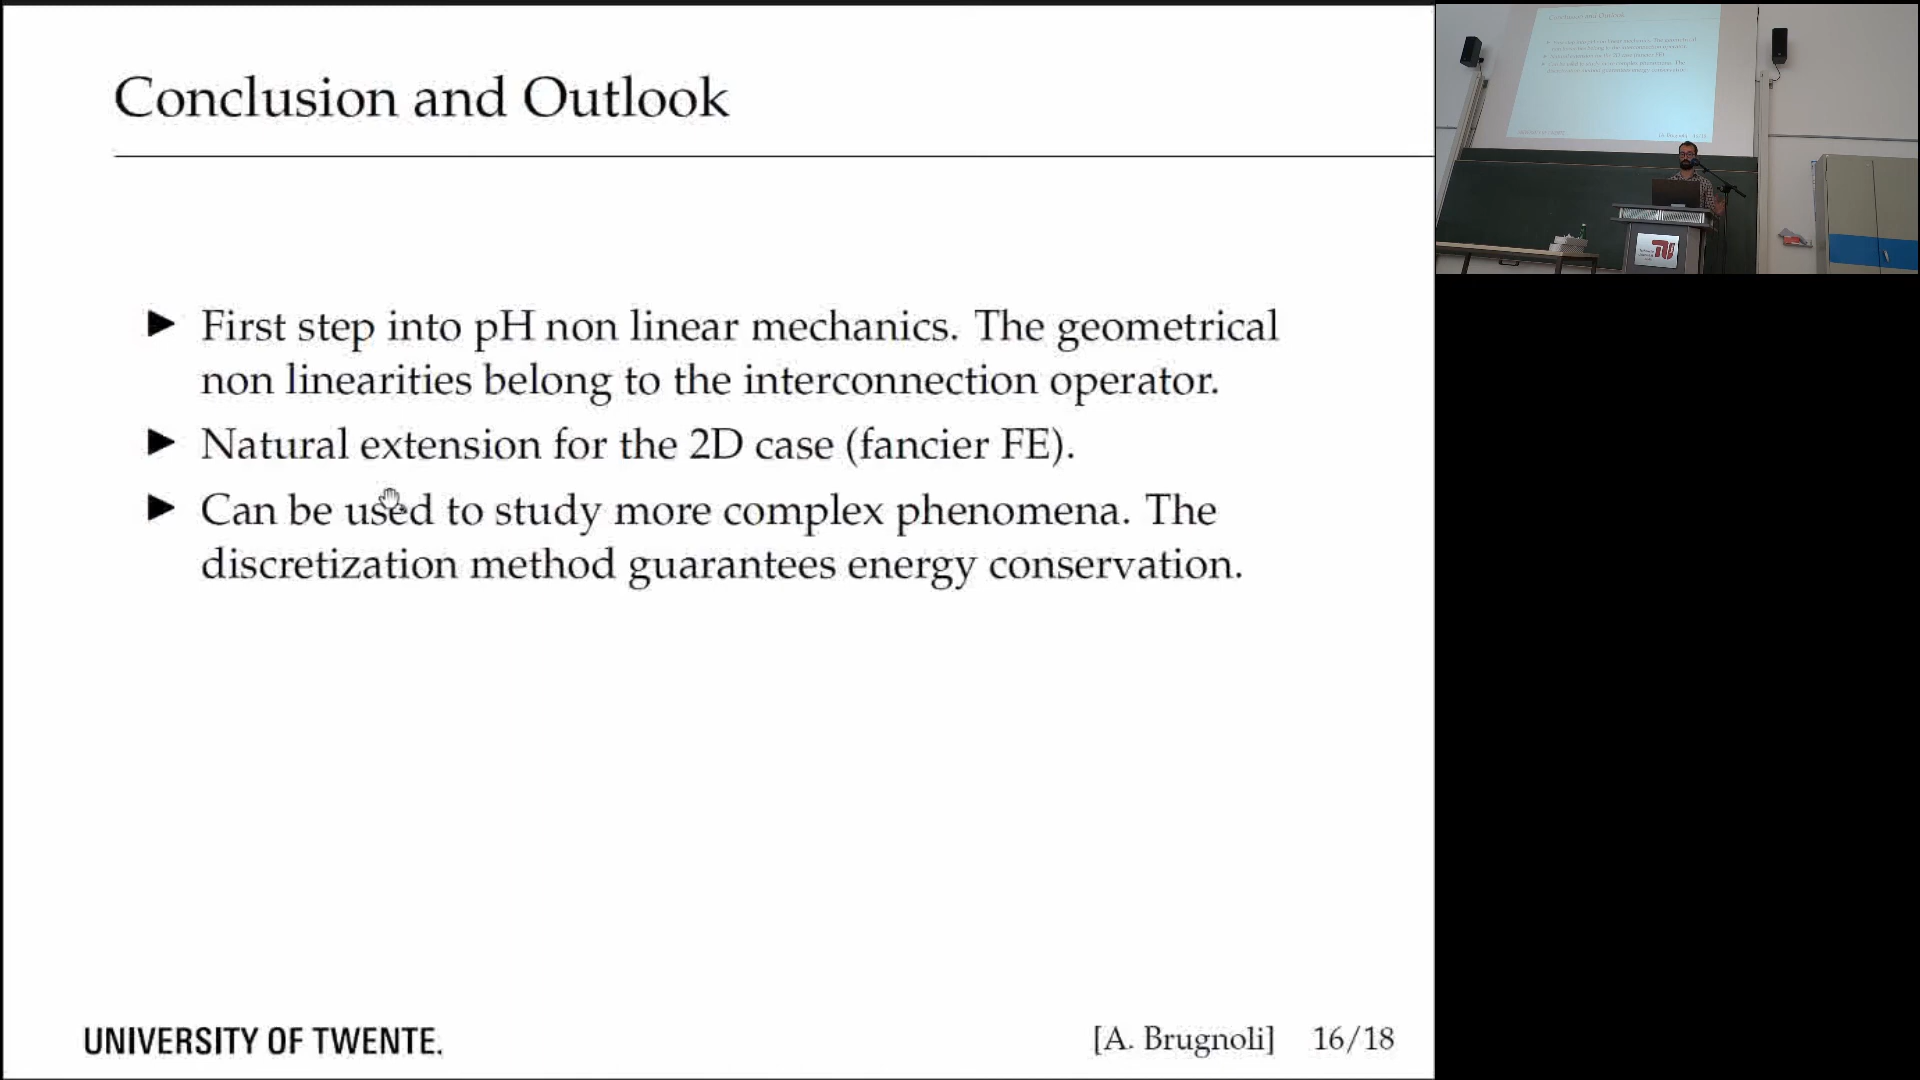 Conclusion and Outlook
▶ First step into pH non linear mechanics. The geometrical
non linearities belong to the interconnection operator.
▶ Natural extension for the 2D case (fancier FE).
▶ Can be used to study more complex phenomena. The
discretization method guarantees energy conservation.
UNIVERSITY OF TWENTE.
[A. Brugnoli] 16/18